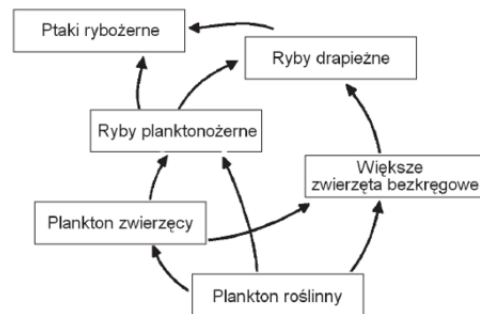 Ptaki rybożerne
Ryby drapieżne
Ryby planktonożerne
Większe
zwierzęta bezkręgowe
Plankton zwierzęcy
Plankton roślinny